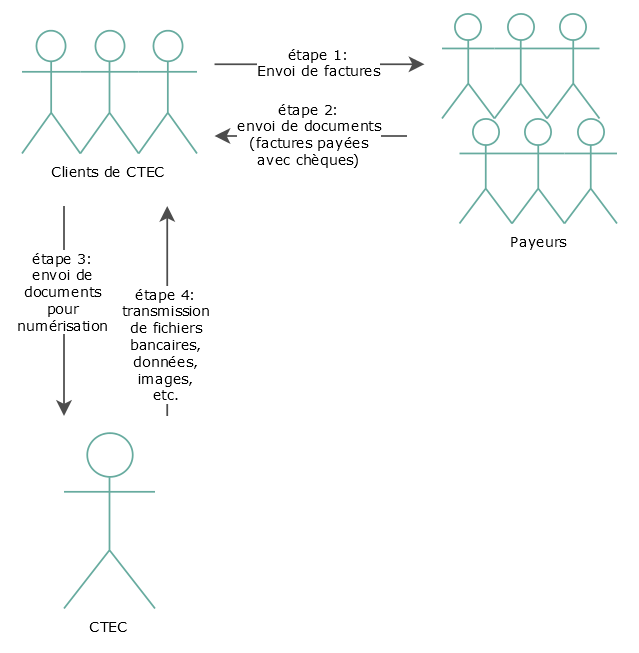 étape 1:
Envoi de factures
étape 2:
envoi de documents
(factures payées
avec chèques)
Clients de CTEC
Payeurs
étape 3:
envoi de
documents
pour
numérisation
étape 4:
transmission
de fichiers
bancaires,
données,
images,
etc.
CTEC